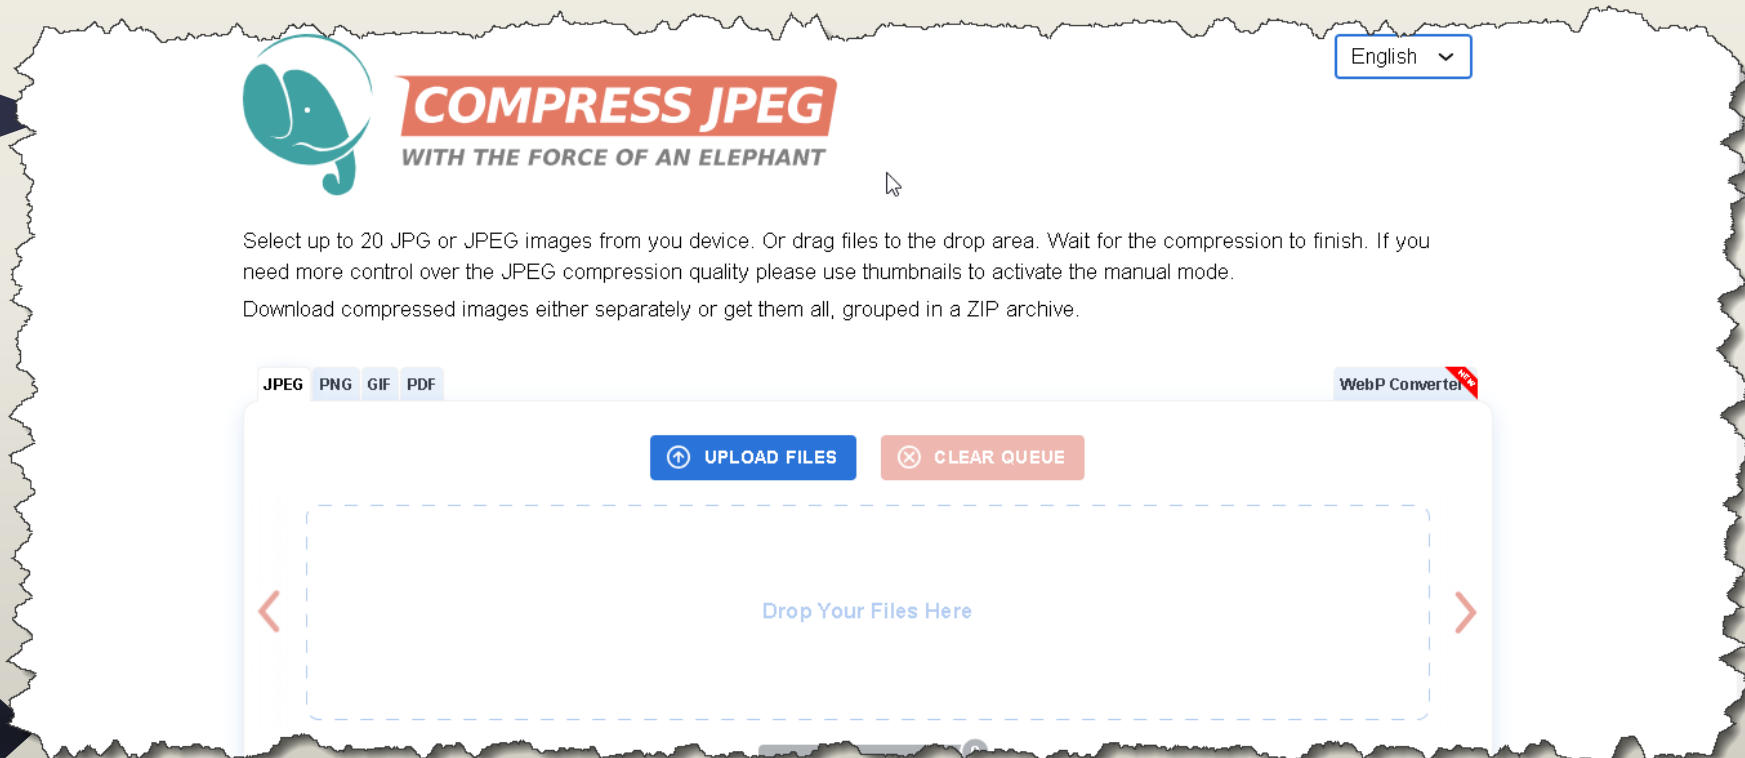 English
COMPRESS JPEG
WITH THE FORCE OF AN ELEPHANT
Select up to 20 JPG or JPEG images from you device. Or drag files to the drop area. Wait for the compression to finish. If you
need more control over the JPEG compression quality please use thumbnails to activate the manual mode.
Download compressed images either separately or get them all, grouped in a ZIP archive.
JPEG PNG GIF PDF WebP Converter NEW
UPLOAD FILES CLEAR QUEUE
Drop Your Files Here